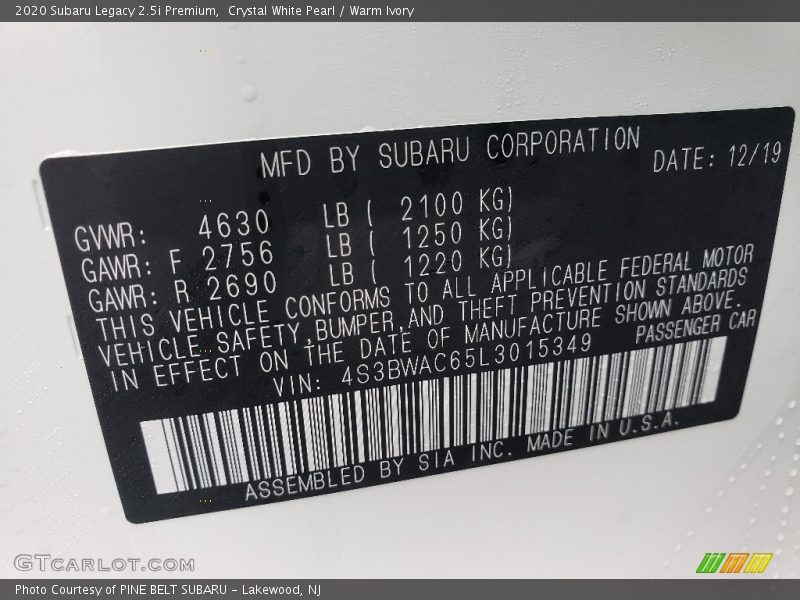 2020 Subaru Legacy 2.5i Premium,  Crystal White Pearl / Warm Ivory
MFD BY SUBARU CORPORATION
DATE: 12/19
GVWR: 4630 LB ( 2100 KG)
GAWR: F 2756 LB ( 1250 KG)
GAWR: R 2690 LB ( 1220 KG)
THIS VEHICLE CONFORMS TO ALL APPLICABLE FEDERAL MOTOR
VEHICLE SAFETY,BUMPER,AND THEFT PREVENTION STANDARDS
IN EFFECT ON THE DATE OF MANUFACTURE SHOWN ABOVE.
VIN: 4S3BWAC65L3015349 PASSENGER CAR
ASSEMBLED BY SIA INC. MADE IN U.S.A.
GTCARLOT.COM
Photo Courtesy of PINE BELT SUBARU - Lakewood, NJ